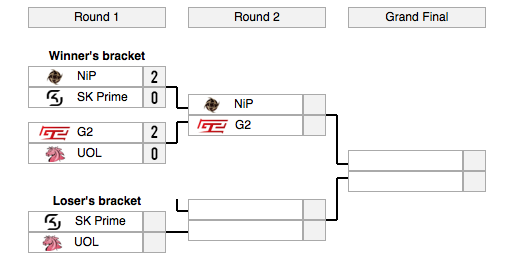 Round 1
Round 2
Grand Final
Winner's bracket
NiP 2
SK Prime 0
G2 2
UOL 0
NiP
G2
Loser's bracket
SK Prime
UOL